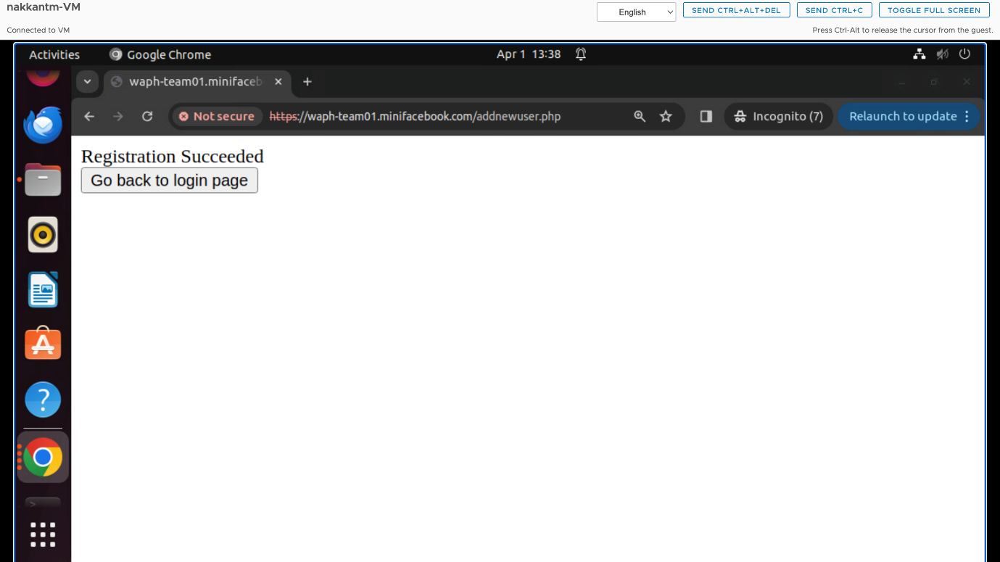 nakkantm-VM
English
SEND CTRL+ALT+DEL
SEND CTRL+C
TOGGLE FULL SCREEN
Connected to VM
Press Ctrl-Alt to release the cursor from the guest.
Activities
Google Chrome
Apr 1 13:38
waph-team01.minifaceb
Not secure
https://waph-team01.minifacebook.com/addnewuser.php
Incognito (7)
Relaunch to update
Registration Succeeded
Go back to login page